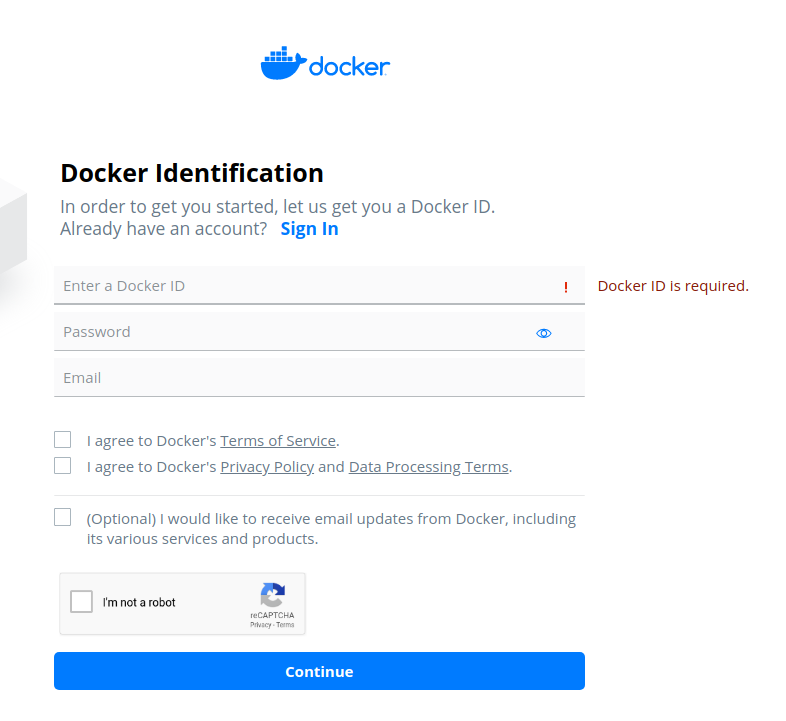 docker
Docker Identification
In order to get you started, let us get you a Docker ID.
Already have an account? Sign In
Enter a Docker ID ! Docker ID is required.
Password
Email
I agree to Docker's Terms of Service.
I agree to Docker's Privacy Policy and Data Processing Terms.
(Optional) I would like to receive email updates from Docker, including
its various services and products.
I'm not a robot
reCAPTCHA
Privacy - Terms
Continue